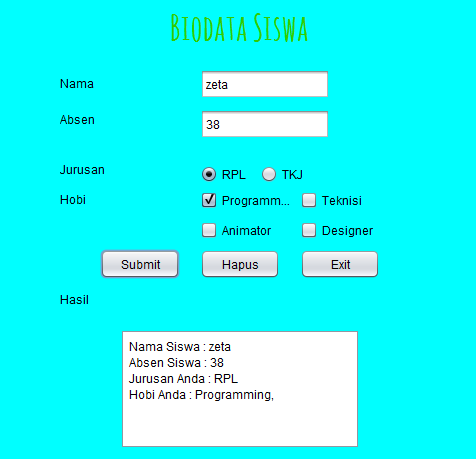 Biodata Siswa
Nama zeta
Absen 38
Jurusan RPL TKJ
Hobi Programm... Teknisi
Animator Designer
Submit Hapus Exit
Hasil
Nama Siswa : zeta
Absen Siswa : 38
Jurusan Anda : RPL
Hobi Anda : Programming,